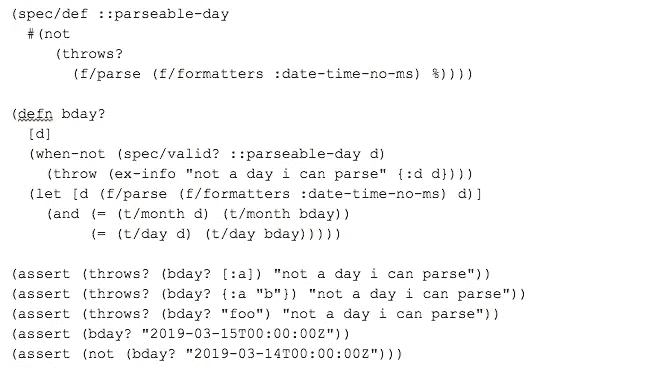 (spec/def ::parseable-day
  #(not
     (throws?
       (f/parse (f/formatters :date-time-no-ms) %))))
(defn bday?
  [d]
  (when-not (spec/valid? ::parseable-day d)
    (throw (ex-info "not a day i can parse" {:d d})))
  (let [d (f/parse (f/formatters :date-time-no-ms) d)]
    (and (= (t/month d) (t/month bday))
         (= (t/day d) (t/day bday)))))
(assert (throws? (bday? [:a]) "not a day i can parse"))
(assert (throws? (bday? {:a "b"}) "not a day i can parse"))
(assert (throws? (bday? "foo") "not a day i can parse"))
(assert (bday? "2019-03-15T00:00:00Z"))
(assert (not (bday? "2019-03-14T00:00:00Z")))